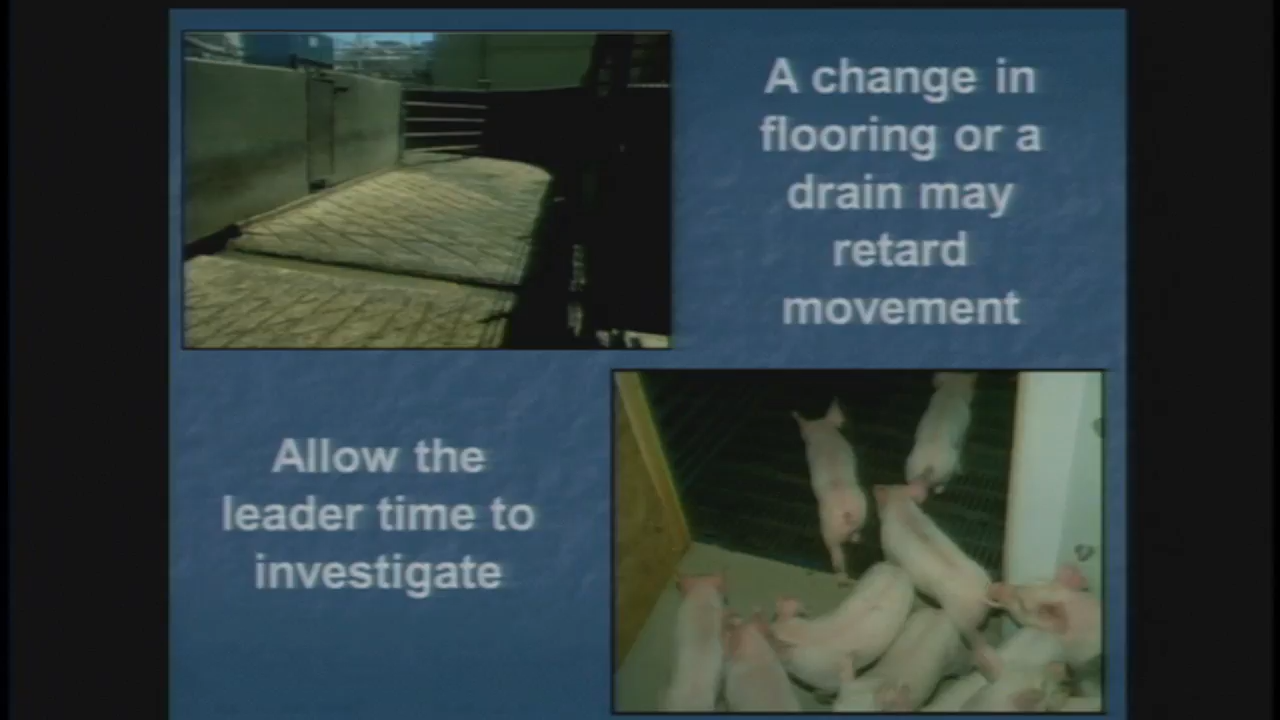 A change in
flooring or a
drain may
retard
movement
Allow the
leader time to
investigate